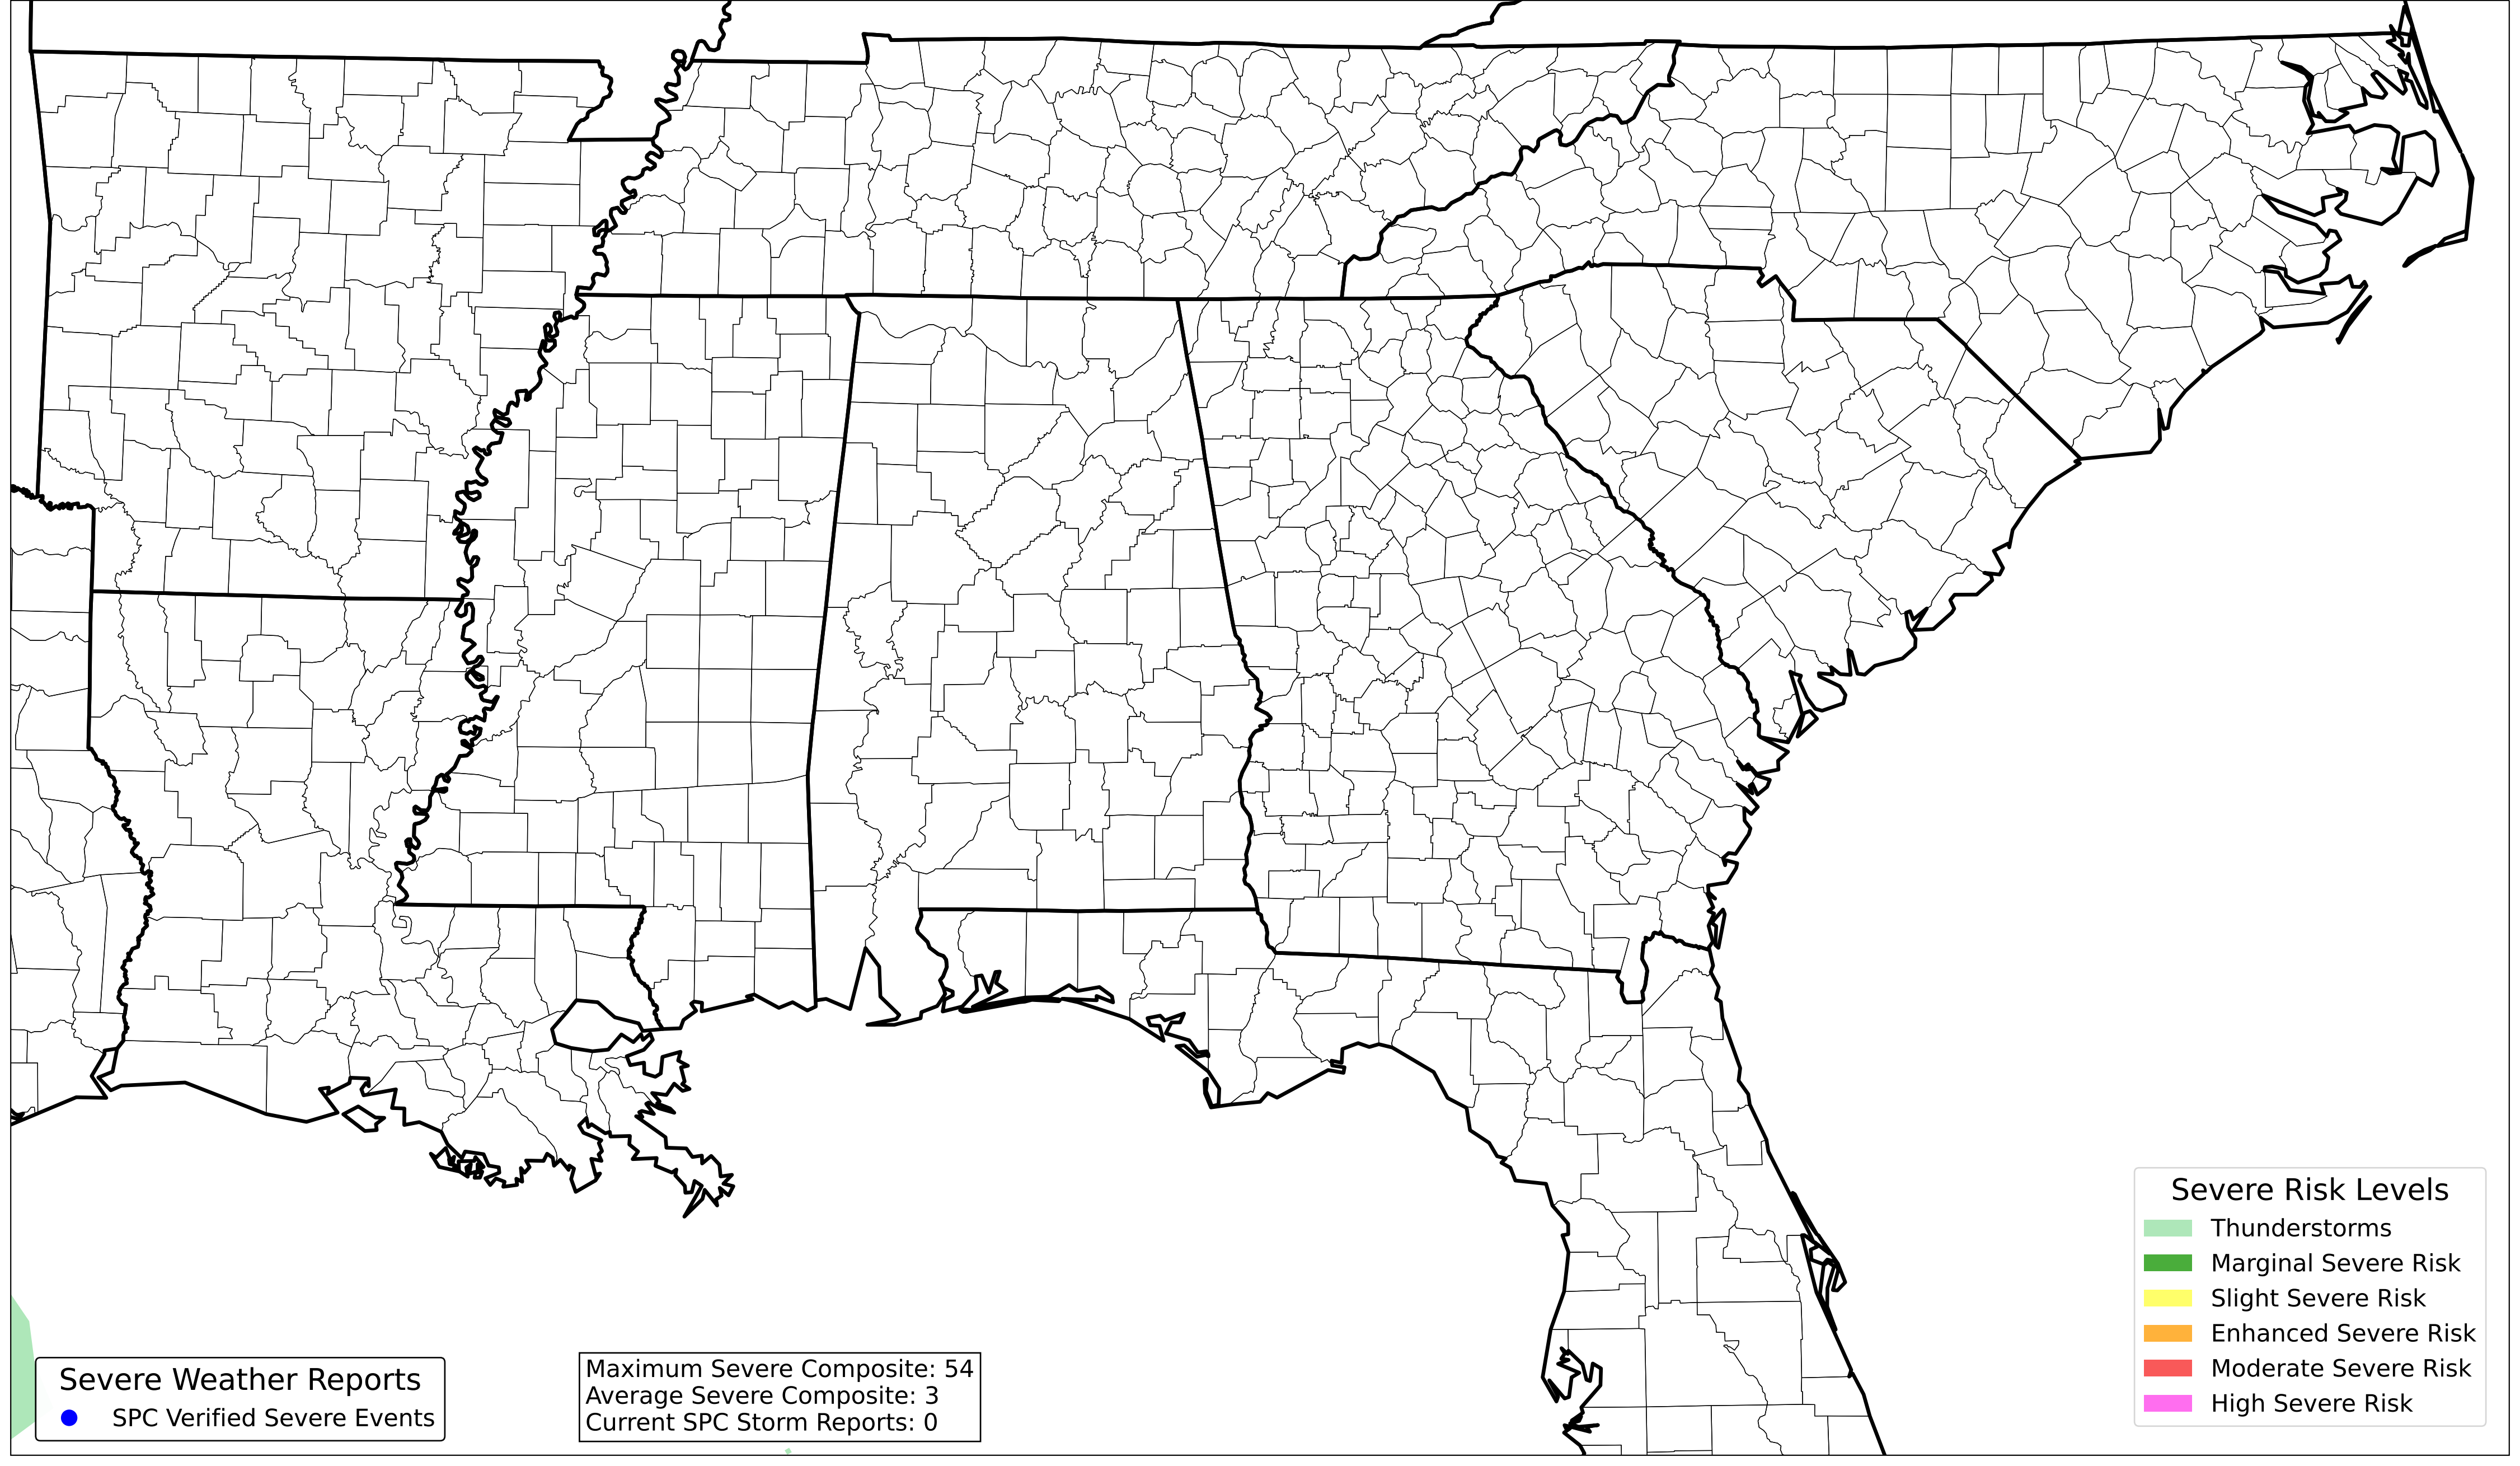 Severe Weather Reports
SPC Verified Severe Events
Maximum Severe Composite: 54
Average Severe Composite: 3
Current SPC Storm Reports: 0
Severe Risk Levels
Thunderstorms
Marginal Severe Risk
Slight Severe Risk
Enhanced Severe Risk
Moderate Severe Risk
High Severe Risk